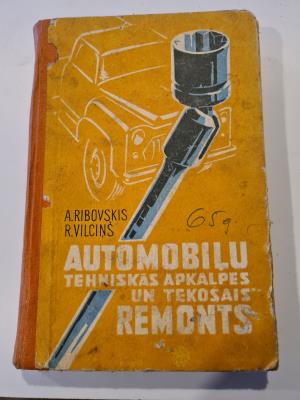 A.RIBOVSKIS
R.VILCIŅŠ
65g.
AUTOMOBIĻU
TEHNISKĀS APKALPES
UN TEKOŠAIS
REMONTS